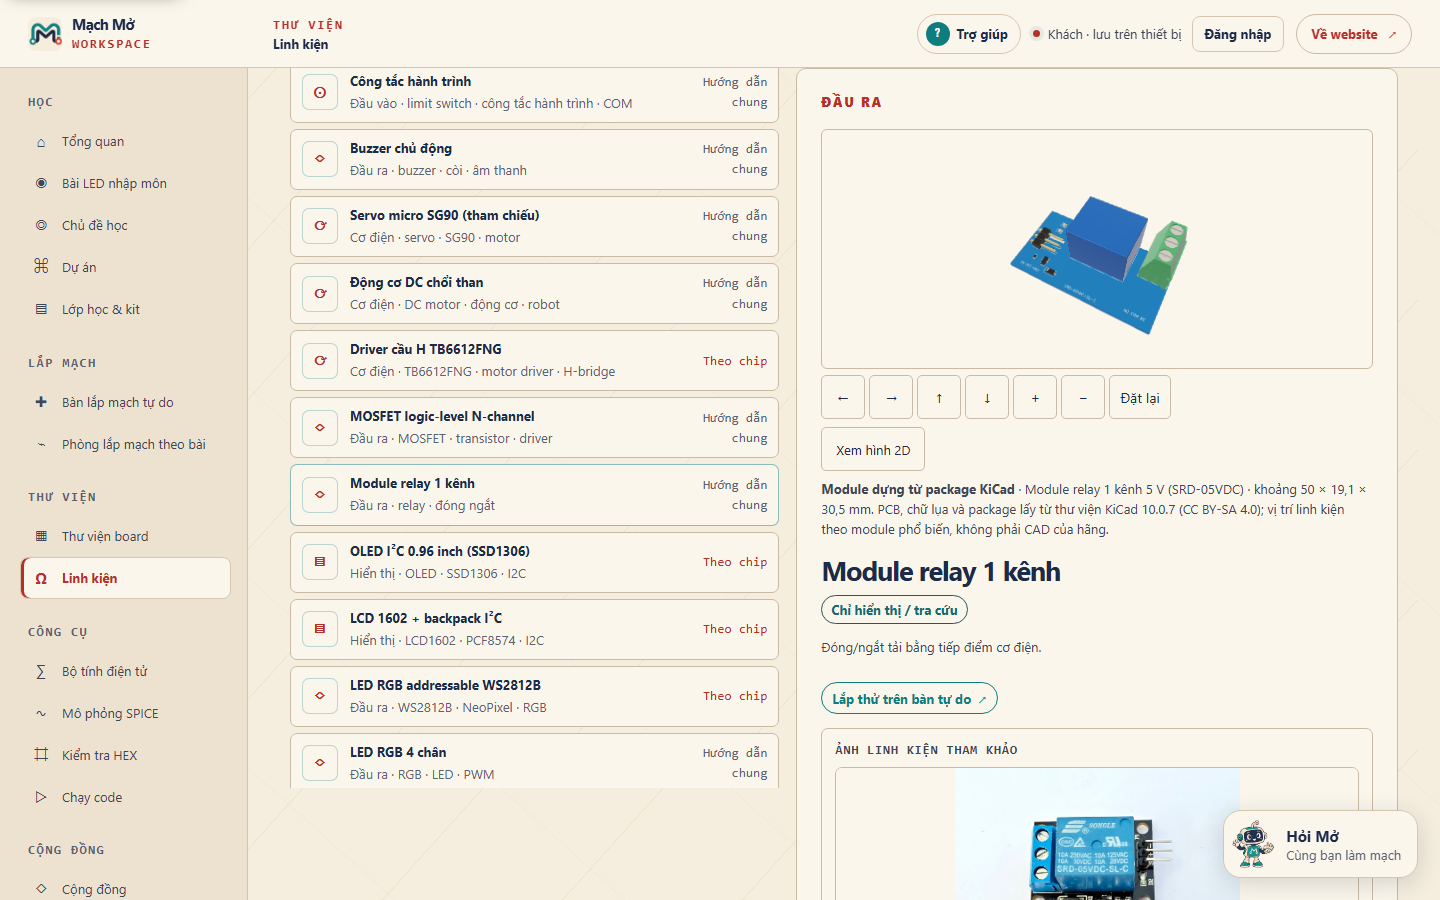 Mạch Mở
WORKSPACE
THƯ VIỆN
Linh kiện
? Trợ giúp
Khách · lưu trên thiết bị
Đăng nhập
Về website ↗
HỌC
Tổng quan
Bài LED nhập môn
Chủ đề học
Dự án
Lớp học & kit
LẮP MẠCH
Bàn lắp mạch tự do
Phòng lắp mạch theo bài
THƯ VIỆN
Thư viện board
Linh kiện
CÔNG CỤ
Bộ tính điện tử
Mô phỏng SPICE
Kiểm tra HEX
Chạy code
CỘNG ĐỒNG
Cộng đồng
Công tắc hành trình
Đầu vào · limit switch · công tắc hành trình · COM
Hướng dẫn
chung
Buzzer chủ động
Đầu ra · buzzer · còi · âm thanh
Hướng dẫn
chung
Servo micro SG90 (tham chiếu)
Cơ điện · servo · SG90 · motor
Hướng dẫn
chung
Động cơ DC chổi than
Cơ điện · DC motor · động cơ · robot
Hướng dẫn
chung
Driver cầu H TB6612FNG
Cơ điện · TB6612FNG · motor driver · H-bridge
Theo chip
MOSFET logic-level N-channel
Đầu ra · MOSFET · transistor · driver
Hướng dẫn
chung
Module relay 1 kênh
Đầu ra · relay · đóng ngắt
Hướng dẫn
chung
OLED I²C 0.96 inch (SSD1306)
Hiển thị · OLED · SSD1306 · I2C
Theo chip
LCD 1602 + backpack I²C
Hiển thị · LCD1602 · PCF8574 · I2C
Theo chip
LED RGB addressable WS2812B
Đầu ra · WS2812B · NeoPixel · RGB
Theo chip
LED RGB 4 chân
Đầu ra · RGB · LED · PWM
Hướng dẫn
chung
ĐẦU RA
← → ↑ ↓ + − Đặt lại
Xem hình 2D
Module dựng từ package KiCad · Module relay 1 kênh 5 V (SRD-05VDC) · khoảng 50 × 19,1 ×
30,5 mm. PCB, chữ lụa và package lấy từ thư viện KiCad 10.0.7 (CC BY-SA 4.0); vị trí linh kiện
theo module phổ biến, không phải CAD của hãng.
Module relay 1 kênh
Chỉ hiển thị / tra cứu
Đóng/ngắt tải bằng tiếp điểm cơ điện.
Lắp thử trên bàn tự do ↗
ẢNH LINH KIỆN THAM KHẢO
SONGLE
10A 250VAC 10A 125VAC
10A 30VDC 10A 28VDC
SRD-05VDC-SL-C
Hỏi Mở
Cùng bạn làm mạch